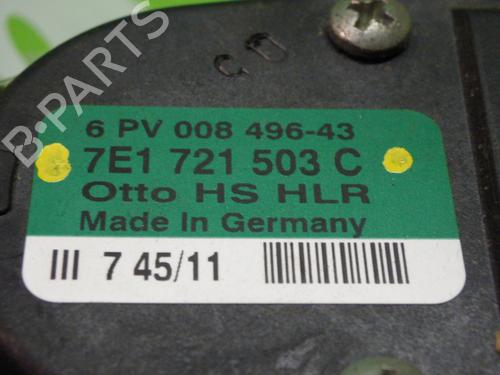 B-PARTS
6 PV 008 496-43
7E1 721 503 C
Otto HS HLR
Made In Germany
III 7 45/11